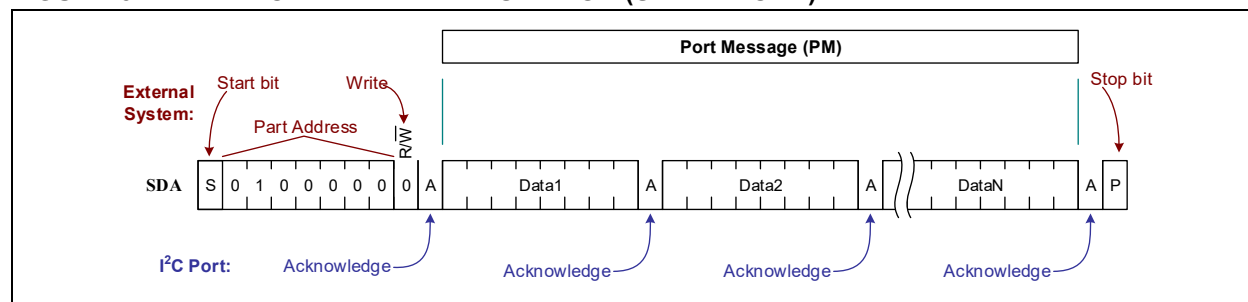 Port Message (PM)
External
System:
Start bit
Write
Stop bit
Part Address
R/W
SDA
S 0 1 0 0 0 0 0 0 A Data1 A Data2 A DataN A P
I²C Port:
Acknowledge
Acknowledge
Acknowledge
Acknowledge